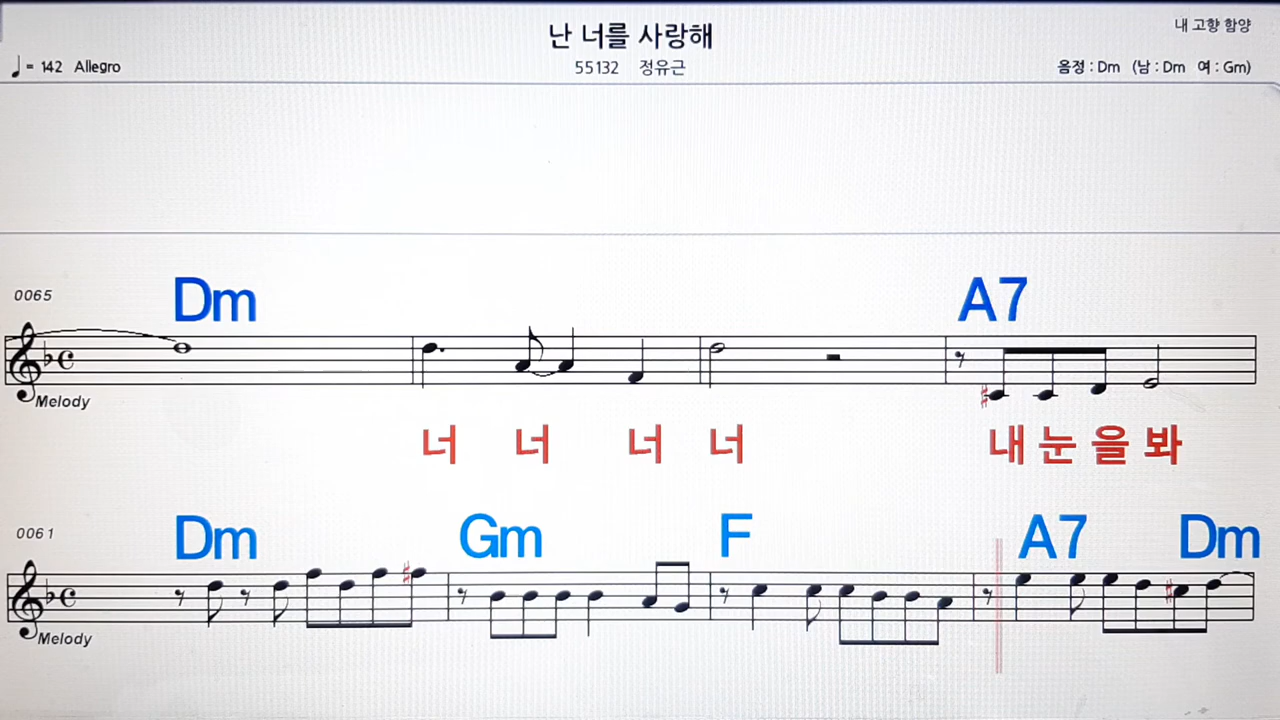 난 너를 사랑해
내 고향 함양
♩= 142 Allegro
55132 정유근
음정 : Dm (남 : Dm 여 : Gm)
Dm A7
0065
Melody
너 너 너 너 내 눈 을 봐
Dm Gm F A7 Dm
0061
Melody